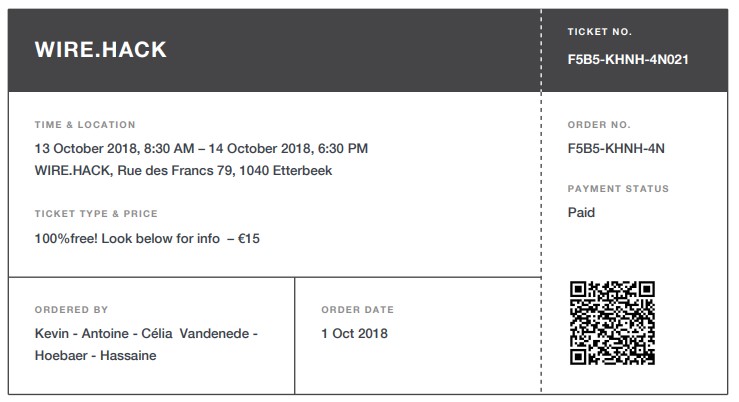 WIRE.HACK
TICKET NO.
F5B5-KHNH-4N021
TIME & LOCATION
13 October 2018, 8:30 AM – 14 October 2018, 6:30 PM
WIRE.HACK, Rue des Francs 79, 1040 Etterbeek
TICKET TYPE & PRICE
100%free! Look below for info – €15
ORDER NO.
F5B5-KHNH-4N
PAYMENT STATUS
Paid
ORDERED BY
Kevin - Antoine - Célia Vandenede -
Hoebaer - Hassaine
ORDER DATE
1 Oct 2018